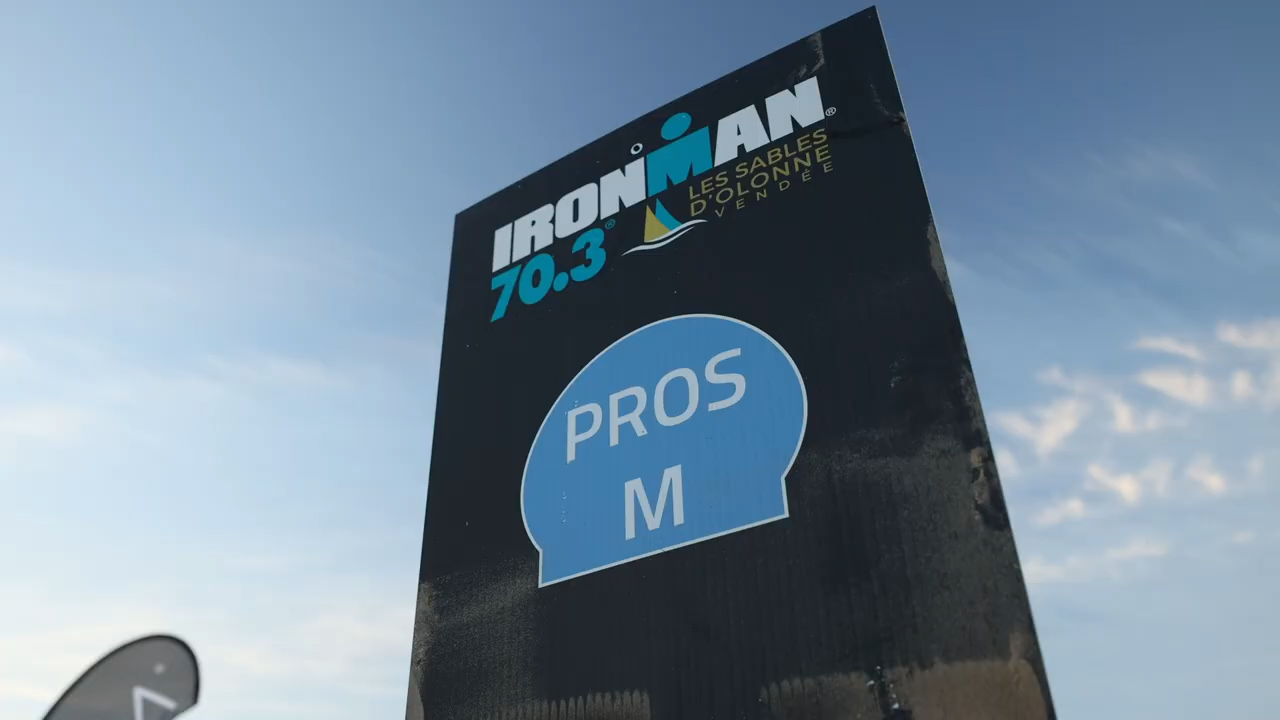 IRONMAN®
70.3®
LES SABLES
D'OLONNE
VENDÉE
PROS
M